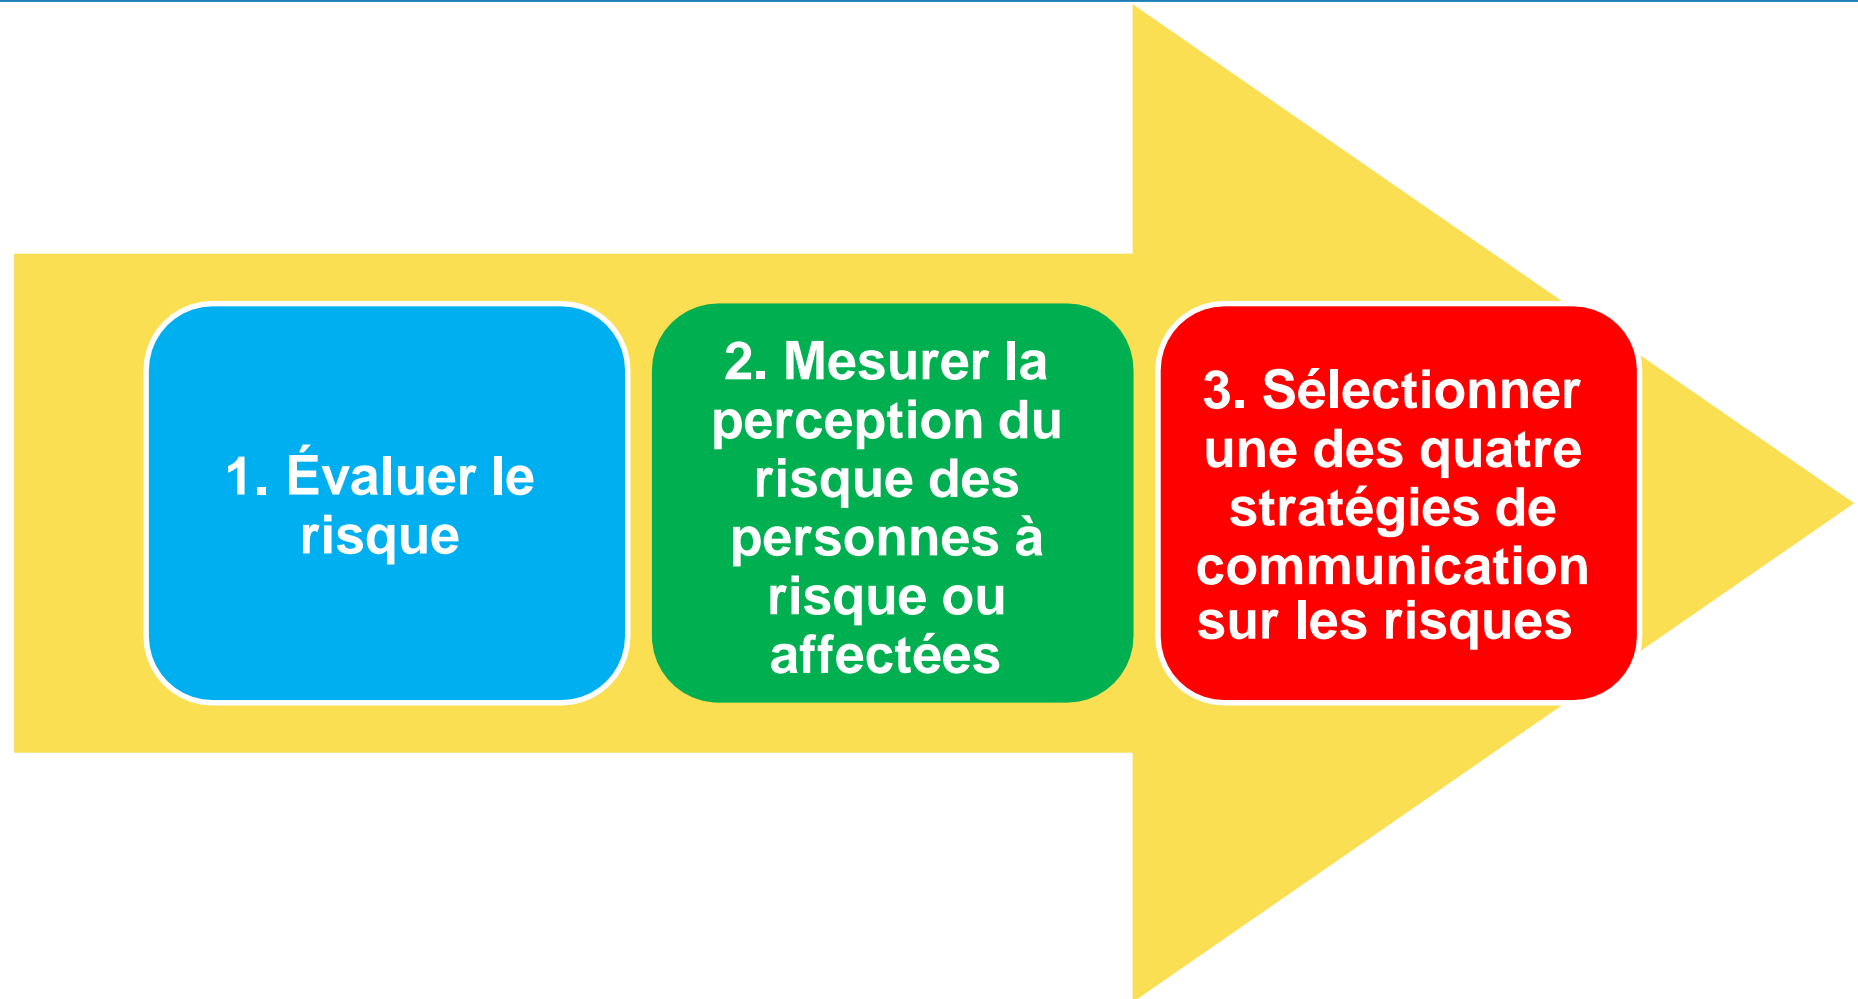 1. Évaluer le
risque
2. Mesurer la
perception du
risque des
personnes à
risque ou
affectées
3. Sélectionner
une des quatre
stratégies de
communication
sur les risques